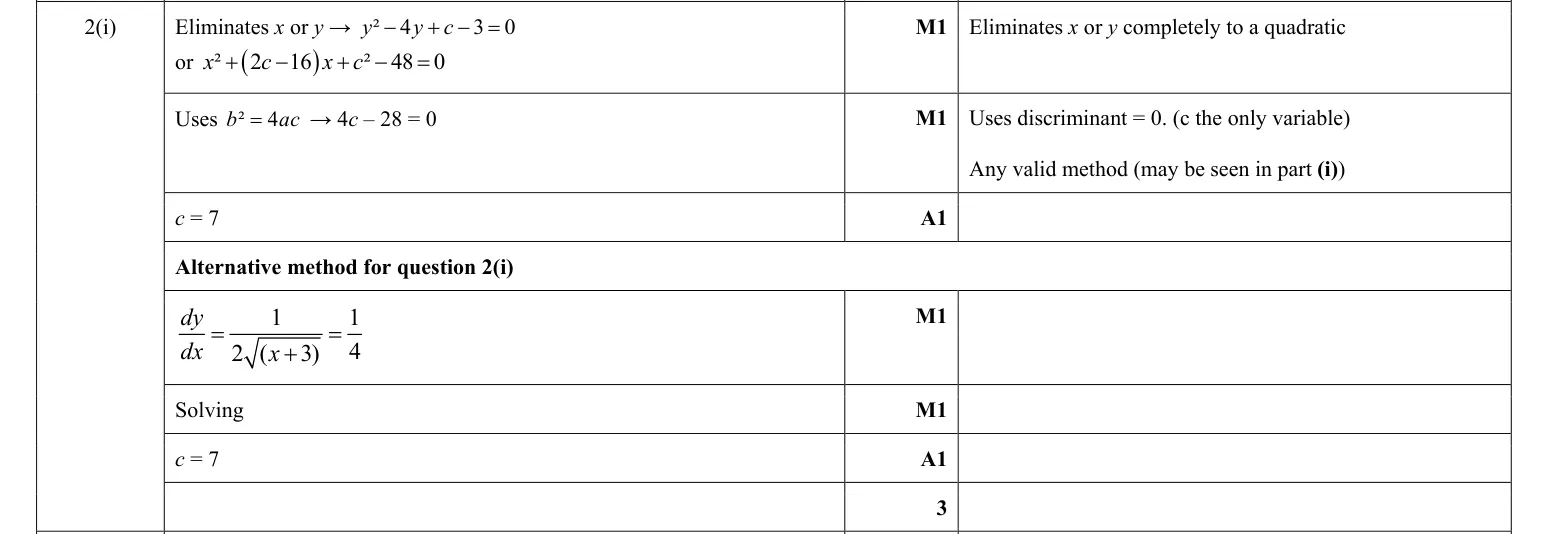 2(i) Eliminates x or y → y² – 4y + c – 3 = 0 M1 Eliminates x or y completely to a quadratic
or x² + (2c – 16)x + c² – 48 = 0
Uses b² = 4ac → 4c – 28 = 0 M1 Uses discriminant = 0. (c the only variable)
Any valid method (may be seen in part (i))
c = 7 A1
Alternative method for question 2(i)
dy/dx = 1/(2√(x + 3)) = 1/4 M1
Solving M1
c = 7 A1
3